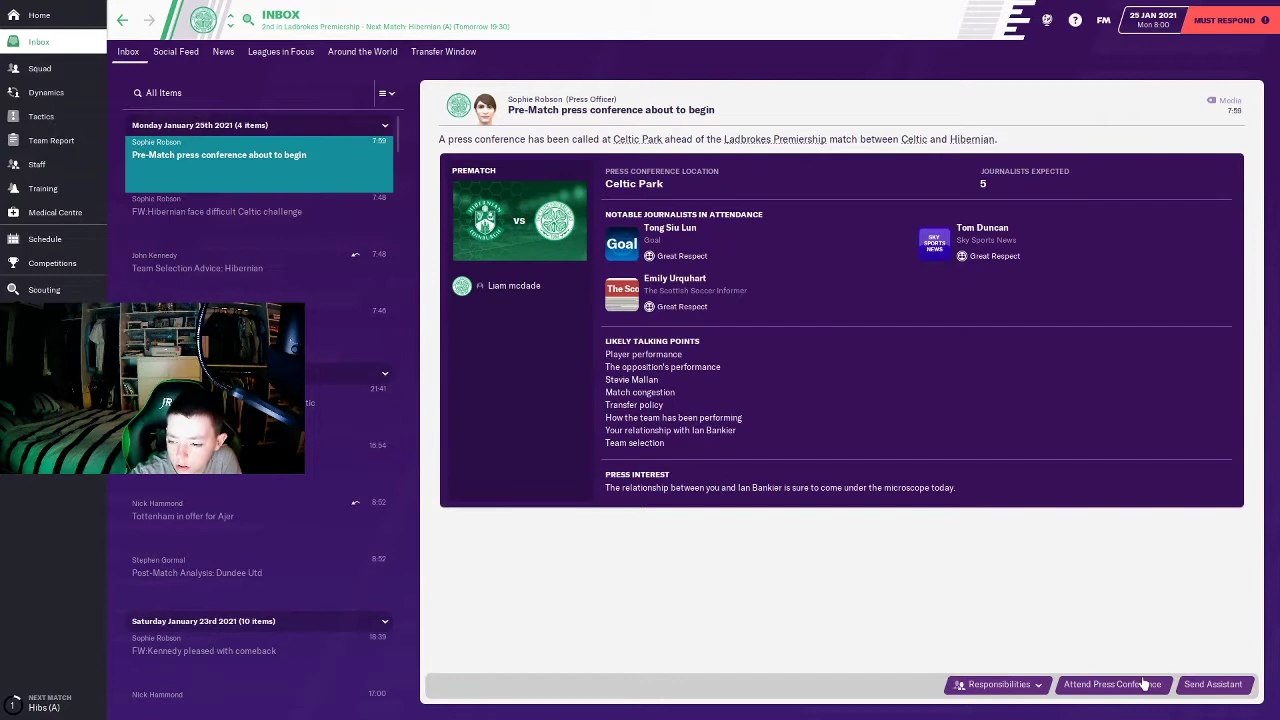 Home
Inbox
Squad
Dynamics
Tactics
Team Report
Staff
Training
Medical Centre
Schedule
Competitions
Scouting
NEXT MATCH
Hibs (A)
INBOX
2nd in Ladbrokes Premiership - Next Match: Hibernian (A) (Tomorrow 19:30)
FM
25 JAN 2021
Mon 8:00
MUST RESPOND
Inbox
Social Feed
News
Leagues in Focus
Around the World
Transfer Window
All Items
Monday January 25th 2021 (4 items)
Sophie Robson
7:59
Pre-Match press conference about to begin
Sophie Robson
7:48
FW:Hibernian face difficult Celtic challenge
John Kennedy
7:48
Team Selection Advice: Hibernian
7:46
21:41
tic
16:54
Nick Hammond
8:52
Tottenham in offer for Ajer
Stephen Gormal
8:52
Post-Match Analysis: Dundee Utd
Saturday January 23rd 2021 (10 items)
Sophie Robson
18:39
FW:Kennedy pleased with comeback
Nick Hammond
17:00
JR
Sophie Robson (Press Officer)
Pre-Match press conference about to begin
Media
7:59
A press conference has been called at Celtic Park ahead of the Ladbrokes Premiership match between Celtic and Hibernian.
PREMATCH
HIBERNIAN
EDINBURGH
VS
Liam mcdade
PRESS CONFERENCE LOCATION
Celtic Park
JOURNALISTS EXPECTED
5
NOTABLE JOURNALISTS IN ATTENDANCE
Goal
Tong Siu Lun
Goal
Great Respect
SKY
SPORTS
NEWS
Tom Duncan
Sky Sports News
Great Respect
The Sco
Emily Urquhart
The Scottish Soccer Informer
Great Respect
LIKELY TALKING POINTS
Player performance
The opposition's performance
Stevie Mallan
Match congestion
Transfer policy
How the team has been performing
Your relationship with Ian Bankier
Team selection
PRESS INTEREST
The relationship between you and Ian Bankier is sure to come under the microscope today.
Responsibilities
Attend Press Conference
Send Assistant